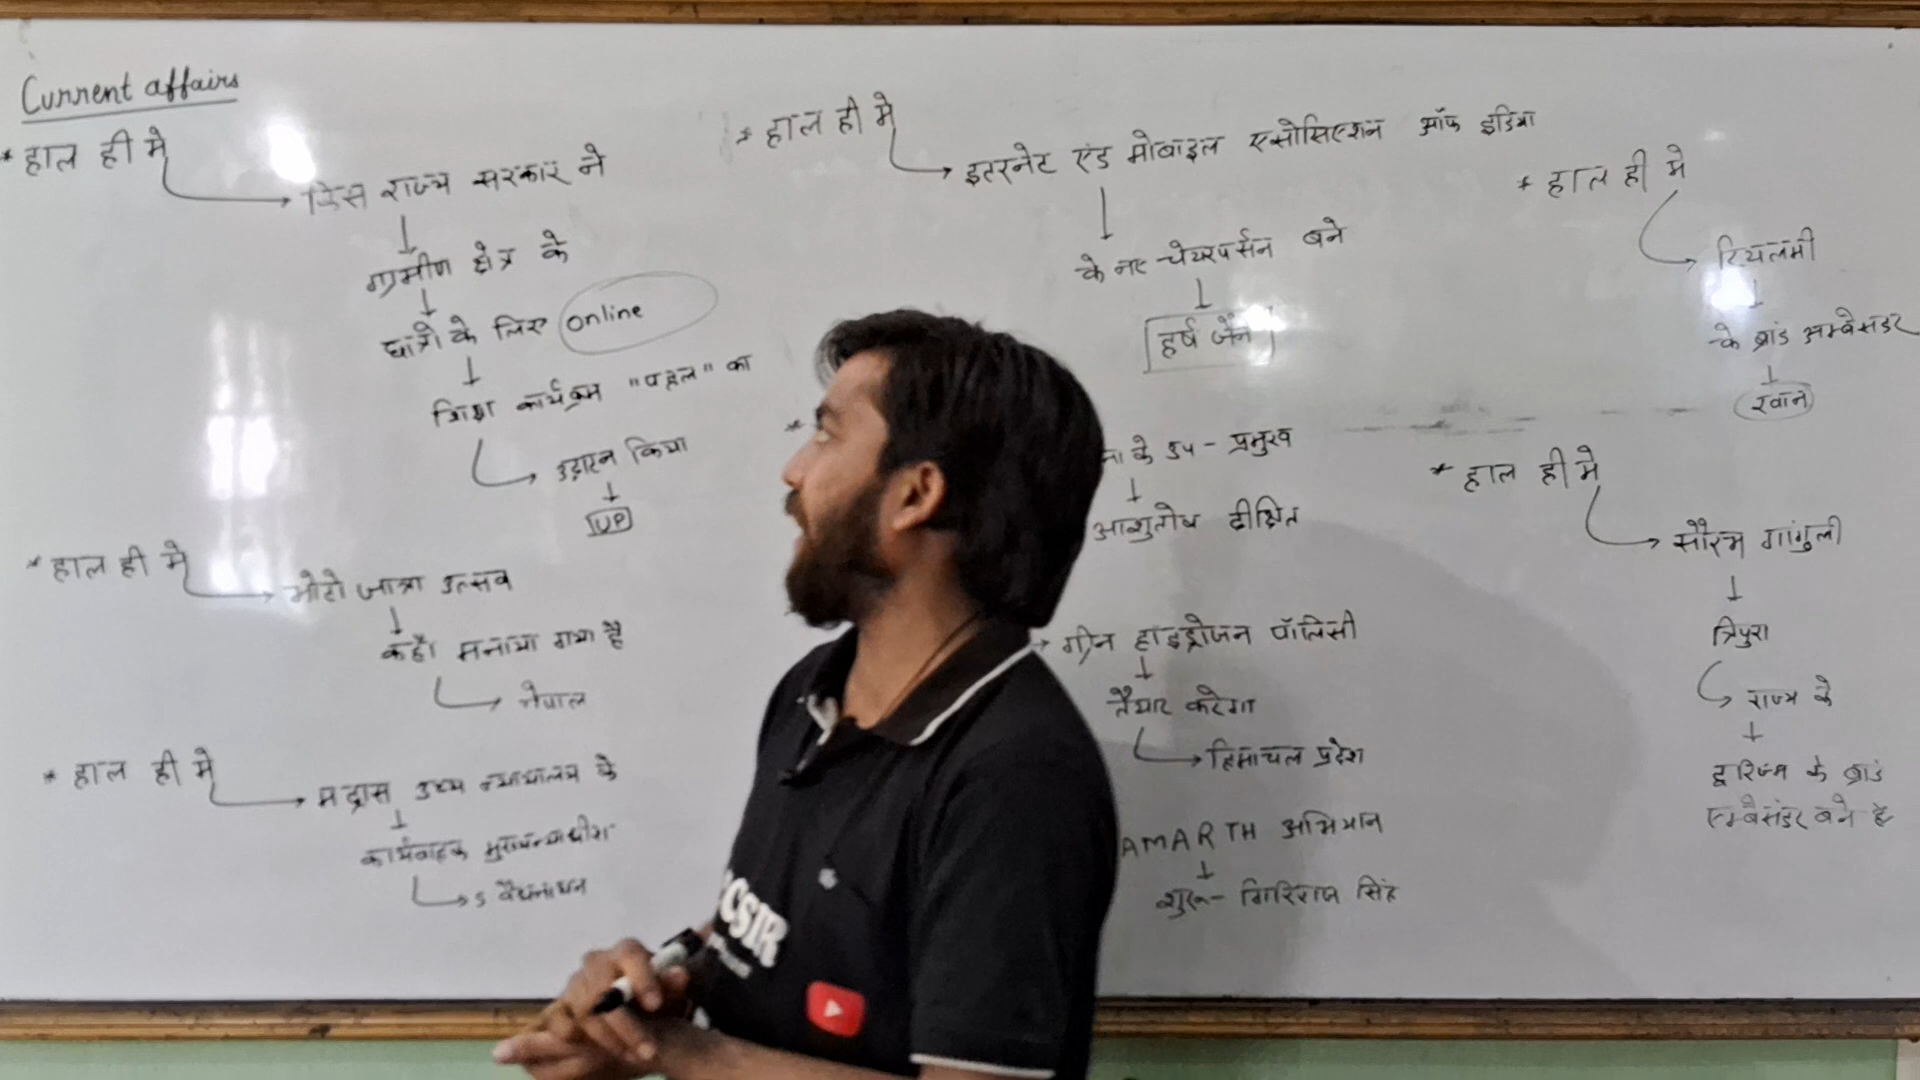 Current affairs
* हाल ही मे
किस राज्य सरकार ने
ग्रामीण क्षेत्र के
छात्रो के लिए online
शिक्षा कार्यक्रम "पहल" का
उद्घाटन किया
UP
* हाल ही मे
मोटो जात्रा उत्सव
कहाँ मनाया गया है
नेपाल
* हाल ही मे
मद्रास उच्च न्यायालय के
कार्यवाहक मुख्यन्यायधीश
s वैद्यनाथन
* हाल ही मे
इंटरनेट एंड मोबाइल एसोसिएशन ऑफ इंडिया
के नए चेयरपर्सन बने
हर्ष जैन
*
के उप - प्रमुख
आशुतोष दीक्षित
ग्रीन हाइड्रोजन पॉलिसी
तैयार करेगा
हिमाचल प्रदेश
AMARTH अभियान
शुरू - गिरिराज सिंह
* हाल ही मे
रियलमी
के ब्रांड अम्बेसडर
* हाल ही मे
सौरभ गांगुली
त्रिपुरा
राज्य के
टूरिज्म के ब्रांड
एम्बैसंडर बने है
CSIR